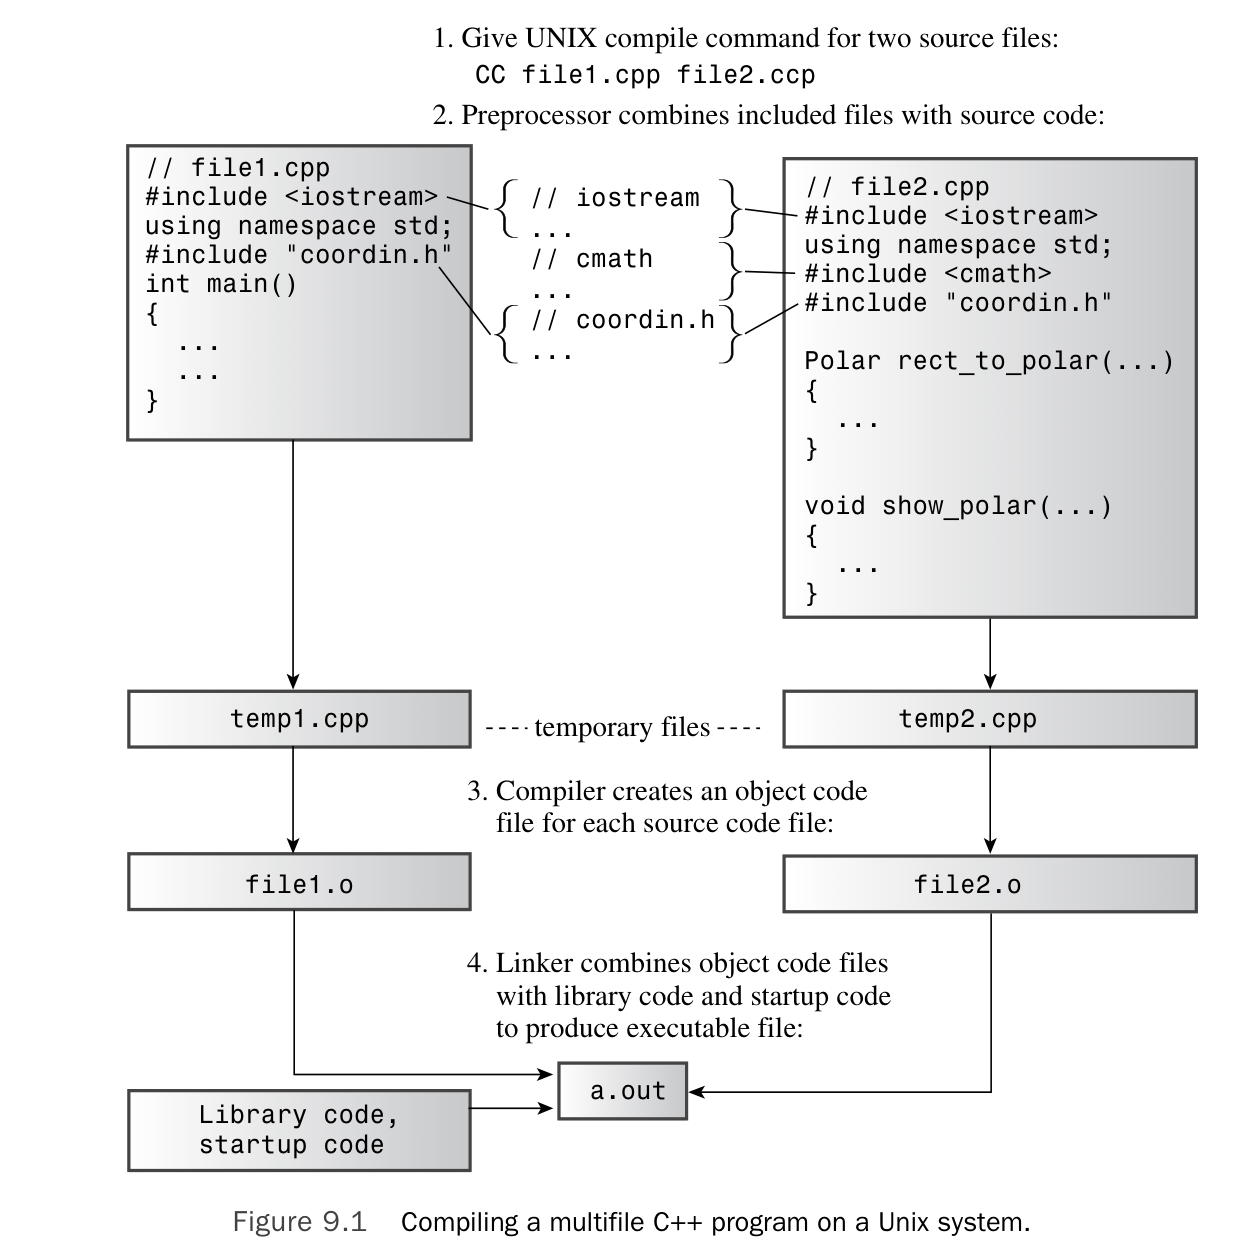 1. Give UNIX compile command for two source files:
CC file1.cpp file2.ccp
2. Preprocessor combines included files with source code:
// file1.cpp
#include <iostream>
using namespace std;
#include "coordin.h"
int main()
{
...
...
}
// iostream
...
// cmath
...
// coordin.h
...
// file2.cpp
#include <iostream>
using namespace std;
#include <cmath>
#include "coordin.h"
Polar rect_to_polar(...)
{
...
}
void show_polar(...)
{
...
}
temp1.cpp
----temporary files----
temp2.cpp
3. Compiler creates an object code
file for each source code file:
file1.o
file2.o
4. Linker combines object code files
with library code and startup code
to produce executable file:
a.out
Library code,
startup code
Figure 9.1 Compiling a multifile C++ program on a Unix system.